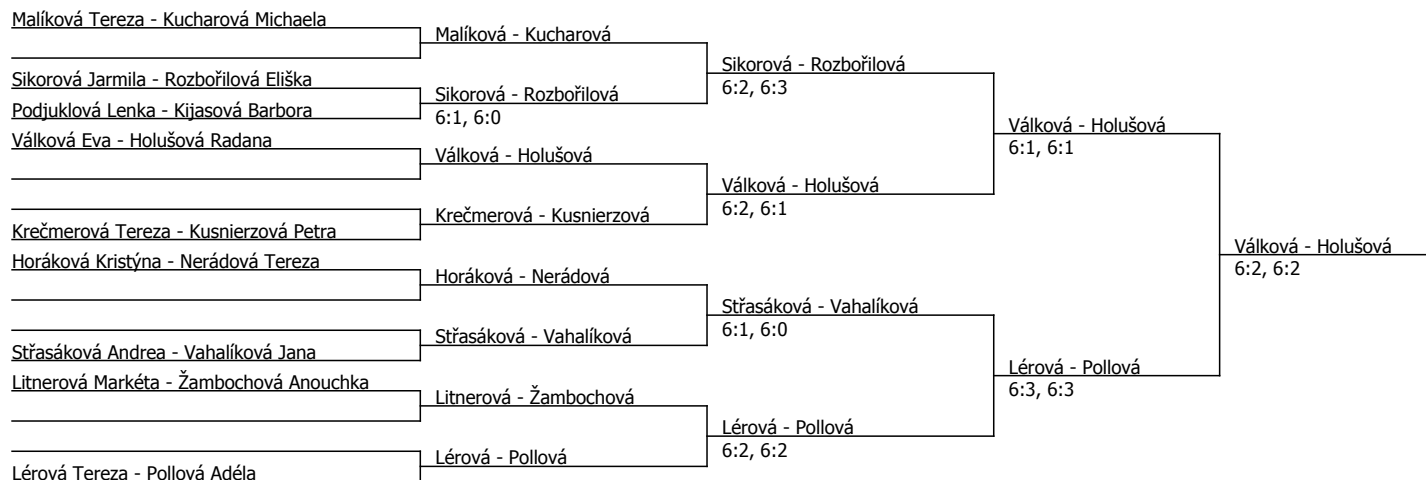 Malíková Tereza - Kucharová Michaela
Sikorová Jarmila - Rozbořilová Eliška
Podjuklová Lenka - Kijasová Barbora
Válková Eva - Holušová Radana
Krečmerová Tereza - Kusnierzová Petra
Horáková Kristýna - Nerádová Tereza
Střasáková Andrea - Vahalíková Jana
Litnerová Markéta - Žambochová Anouchka
Lérová Tereza - Pollová Adéla
Malíková - Kucharová
Sikorová - Rozbořilová
6:1, 6:0
Válková - Holušová
Krečmerová - Kusnierzová
Horáková - Nerádová
Střasáková - Vahalíková
Litnerová - Žambochová
Lérová - Pollová
Sikorová - Rozbořilová
6:2, 6:3
Válková - Holušová
6:2, 6:1
Střasáková - Vahalíková
6:1, 6:0
Lérová - Pollová
6:2, 6:2
Válková - Holušová
6:1, 6:1
Lérová - Pollová
6:3, 6:3
Válková - Holušová
6:2, 6:2